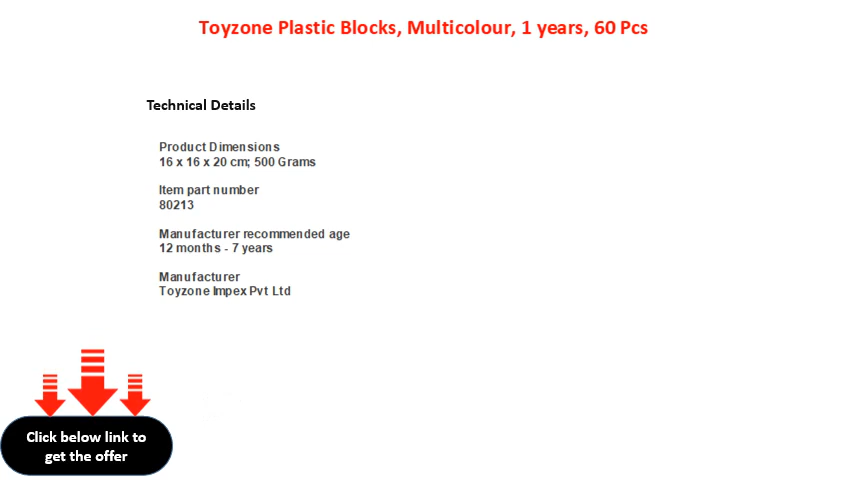 Toyzone Plastic Blocks, Multicolour, 1 years, 60 Pcs
Technical Details
Product Dimensions
16 x 16 x 20 cm; 500 Grams
Item part number
80213
Manufacturer recommended age
12 months - 7 years
Manufacturer
Toyzone Impex Pvt Ltd
Click below link to
get the offer